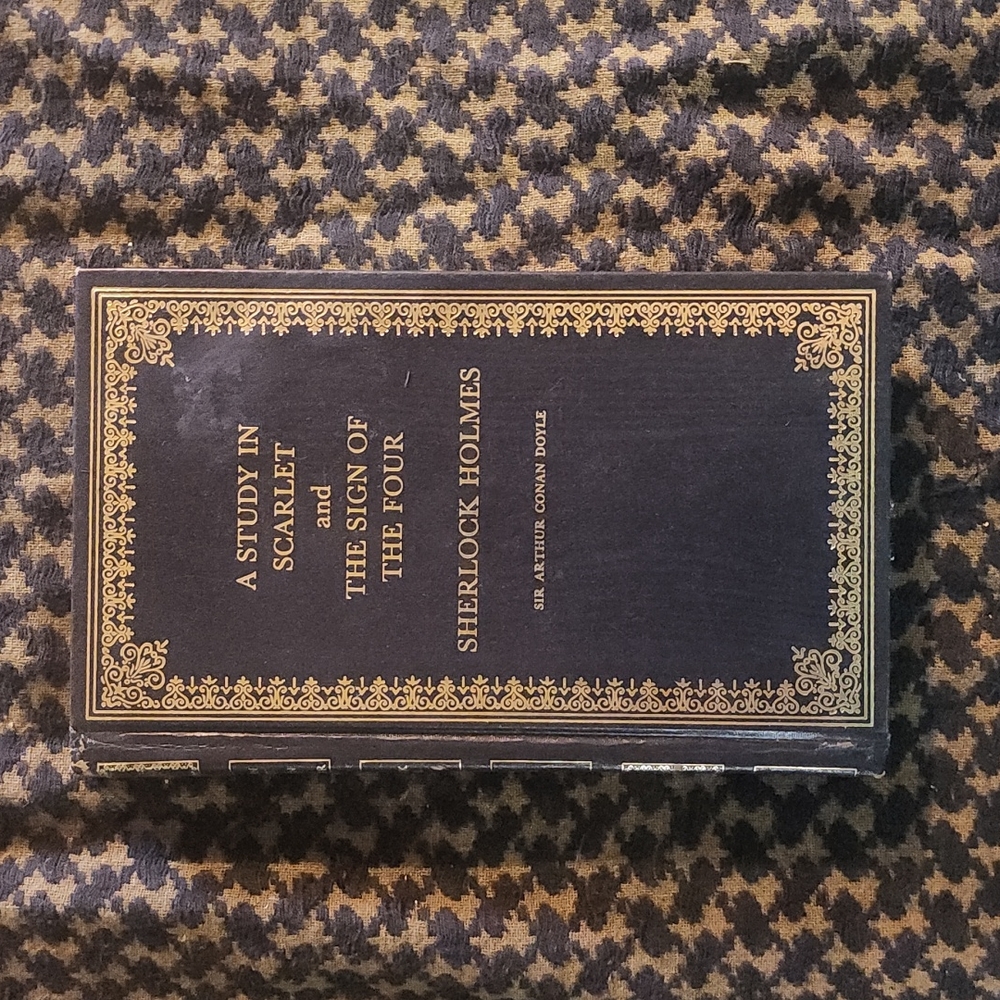 A STUDY IN
SCARLET
and
THE SIGN OF
THE FOUR
SHERLOCK HOLMES
SIR ARTHUR CONAN DOYLE